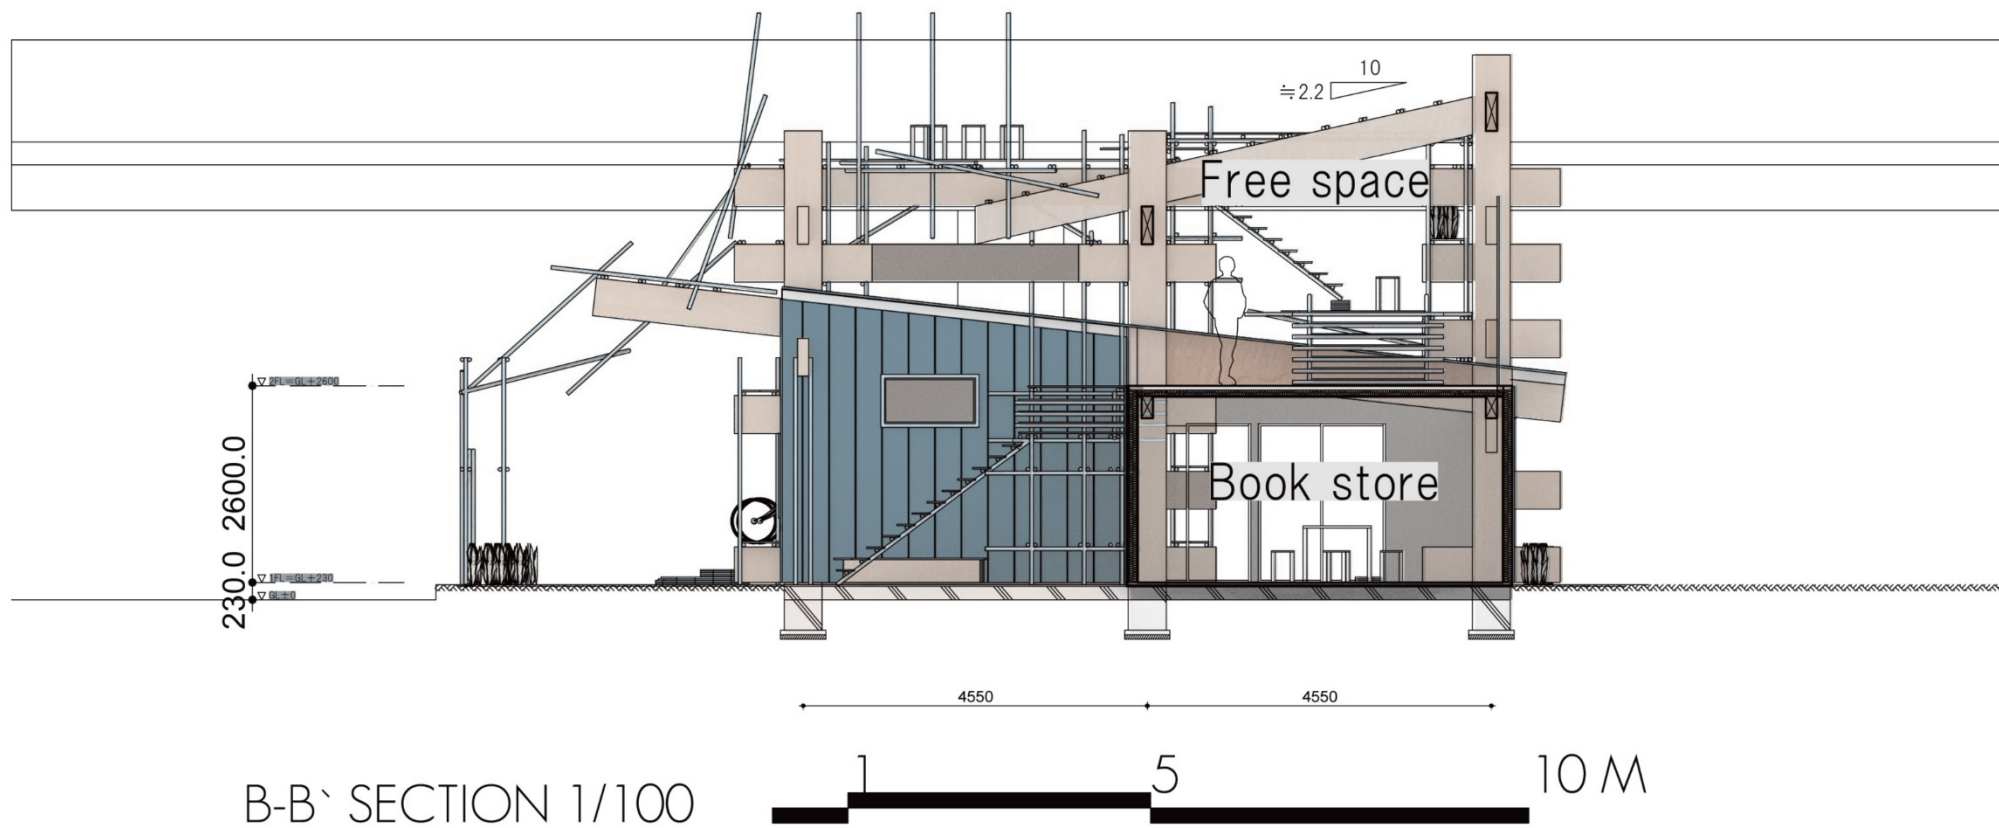 10
≒2.2
Free space
▽ 2FL=GL+2600
2600.0
Book store
▽ 1FL=GL+230
230.0
▽ GL±0
4550
4550
1
5
10 M
B-B` SECTION 1/100